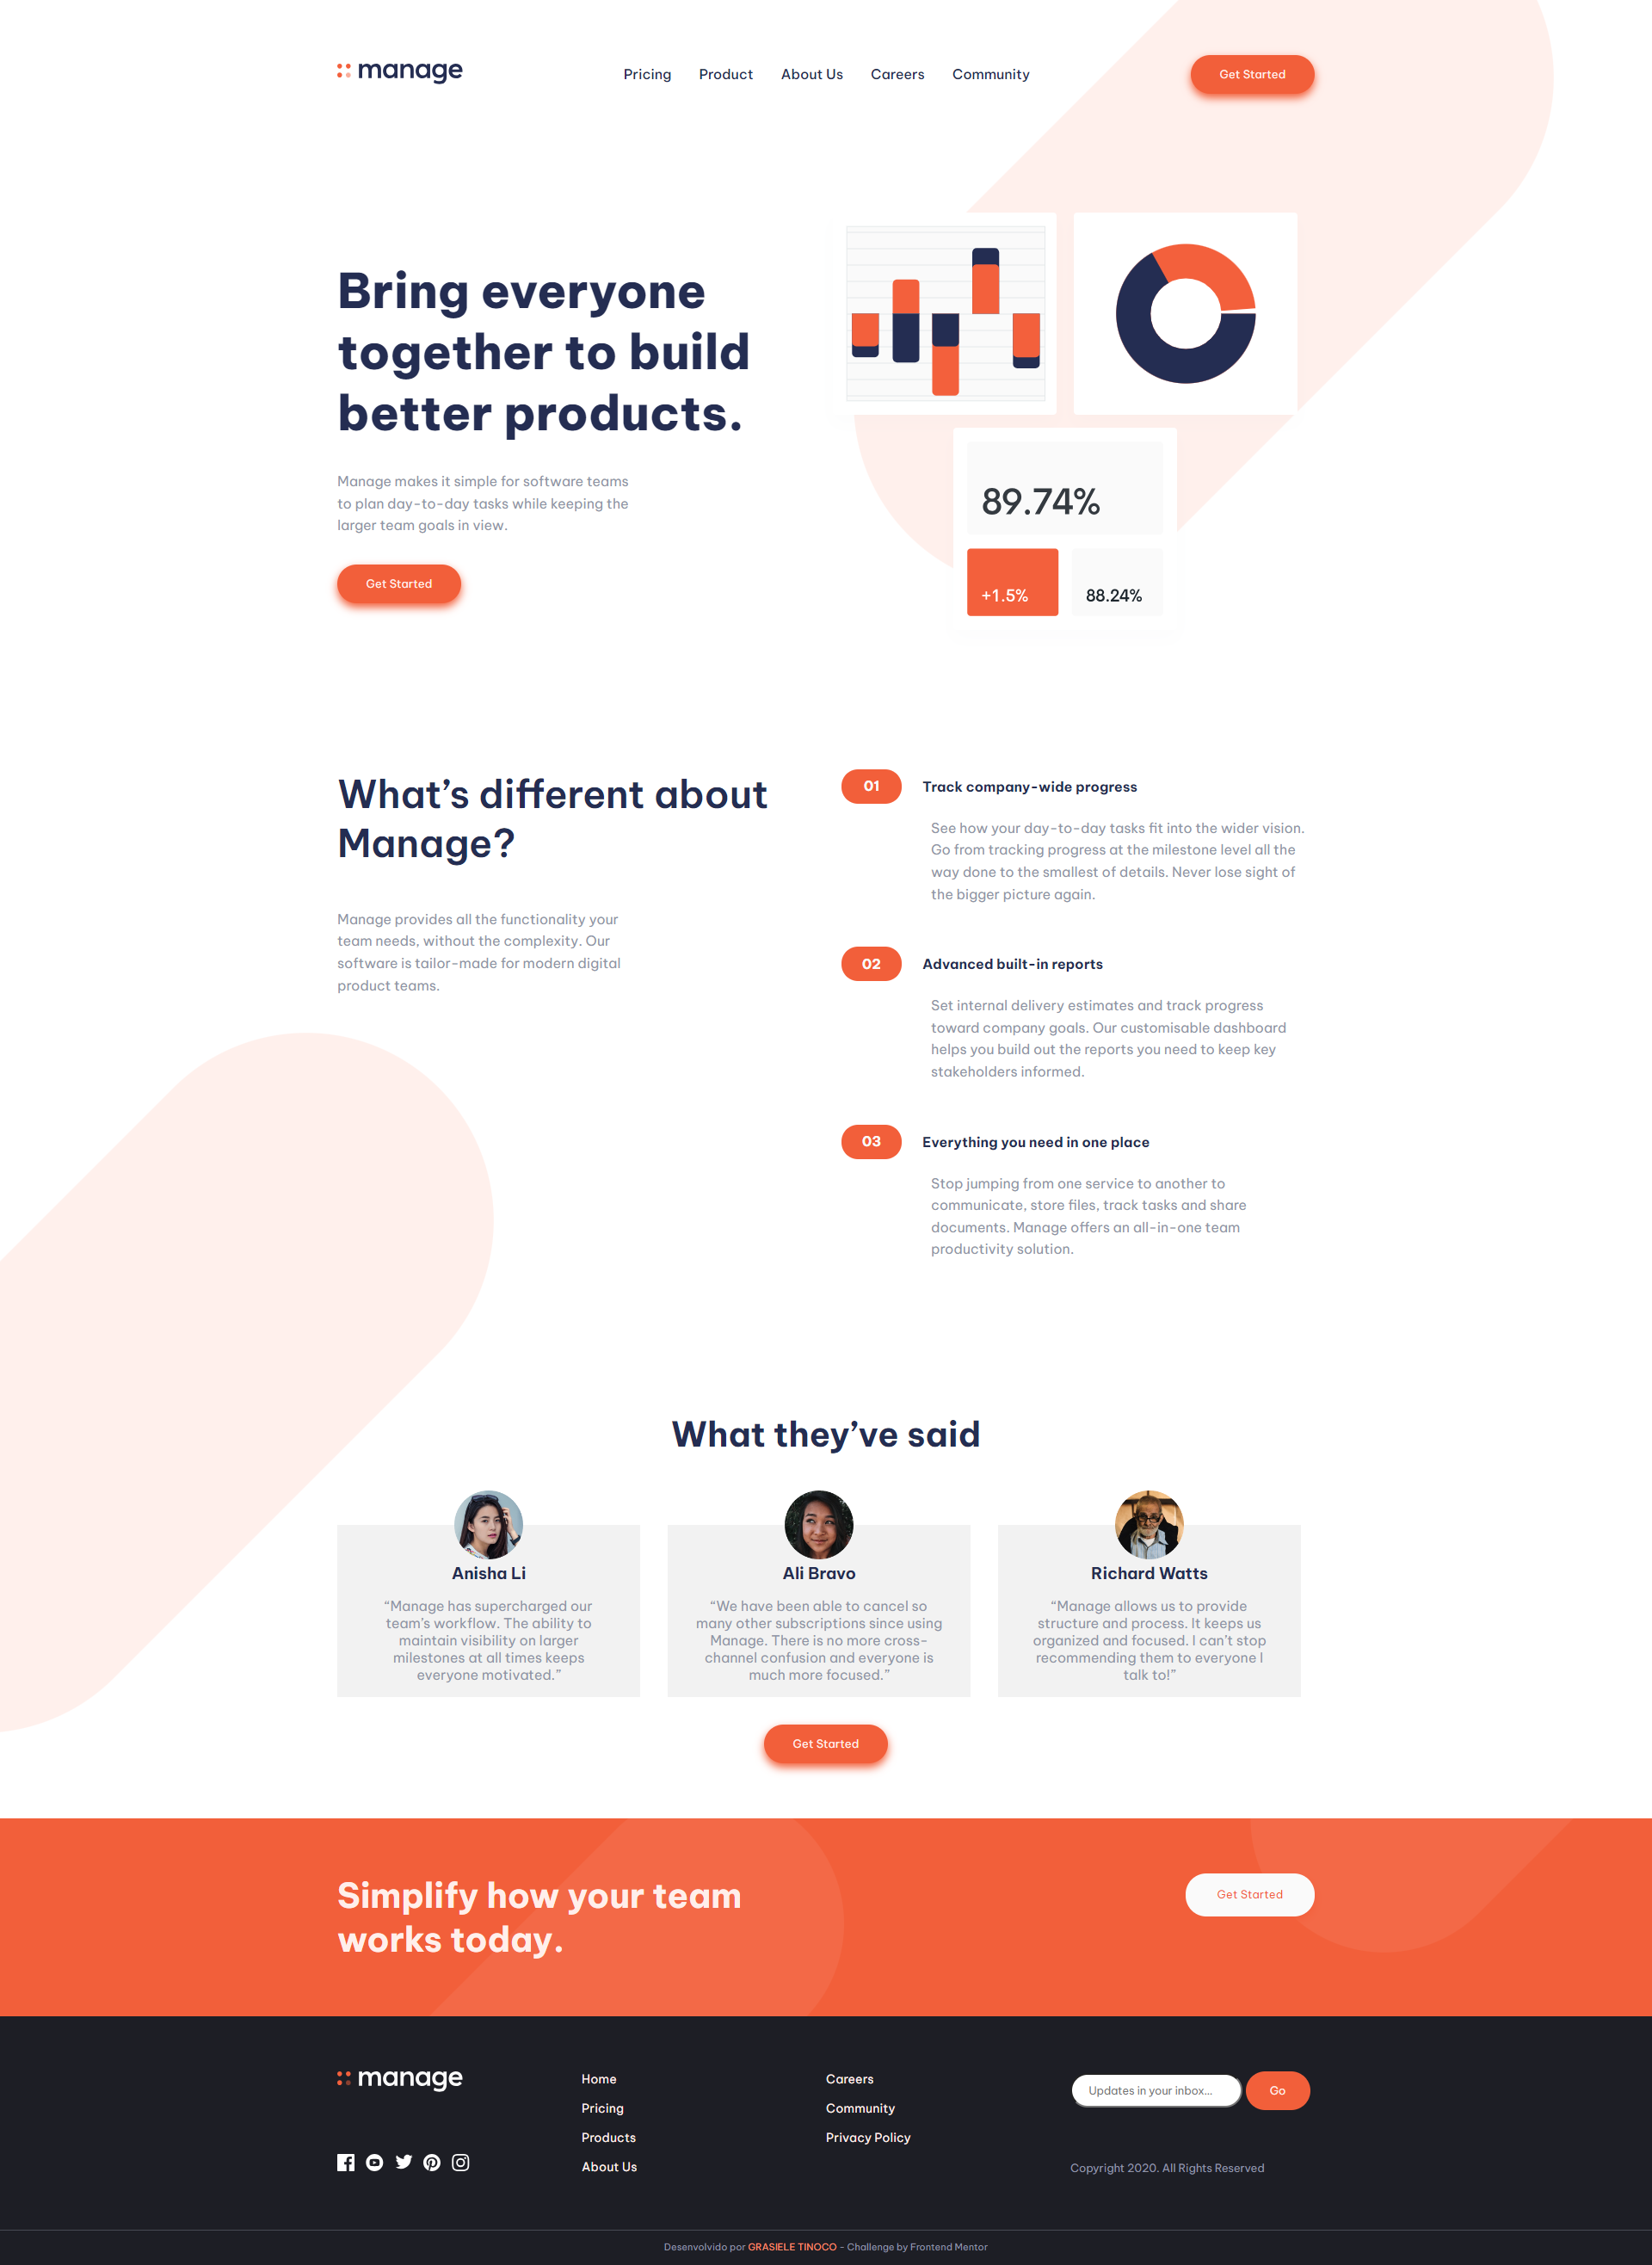 manage
Pricing Product About Us Careers Community
Get Started
Bring everyone
together to build
better products.
Manage makes it simple for software teams
to plan day-to-day tasks while keeping the
larger team goals in view.
Get Started
89.74%
+1.5%
88.24%
What’s different about
Manage?
Manage provides all the functionality your
team needs, without the complexity. Our
software is tailor-made for modern digital
product teams.
01 Track company-wide progress
See how your day-to-day tasks fit into the wider vision.
Go from tracking progress at the milestone level all the
way done to the smallest of details. Never lose sight of
the bigger picture again.
02 Advanced built-in reports
Set internal delivery estimates and track progress
toward company goals. Our customisable dashboard
helps you build out the reports you need to keep key
stakeholders informed.
03 Everything you need in one place
Stop jumping from one service to another to
communicate, store files, track tasks and share
documents. Manage offers an all-in-one team
productivity solution.
What they’ve said
Anisha Li
“Manage has supercharged our
team’s workflow. The ability to
maintain visibility on larger
milestones at all times keeps
everyone motivated.”
Ali Bravo
“We have been able to cancel so
many other subscriptions since using
Manage. There is no more cross-
channel confusion and everyone is
much more focused.”
Richard Watts
“Manage allows us to provide
structure and process. It keeps us
organized and focused. I can’t stop
recommending them to everyone I
talk to!”
Get Started
Simplify how your team
works today.
Get Started
manage
Home
Pricing
Products
About Us
Careers
Community
Privacy Policy
Updates in your inbox...
Go
Copyright 2020. All Rights Reserved
Desenvolvido por GRASIELE TINOCO - Challenge by Frontend Mentor